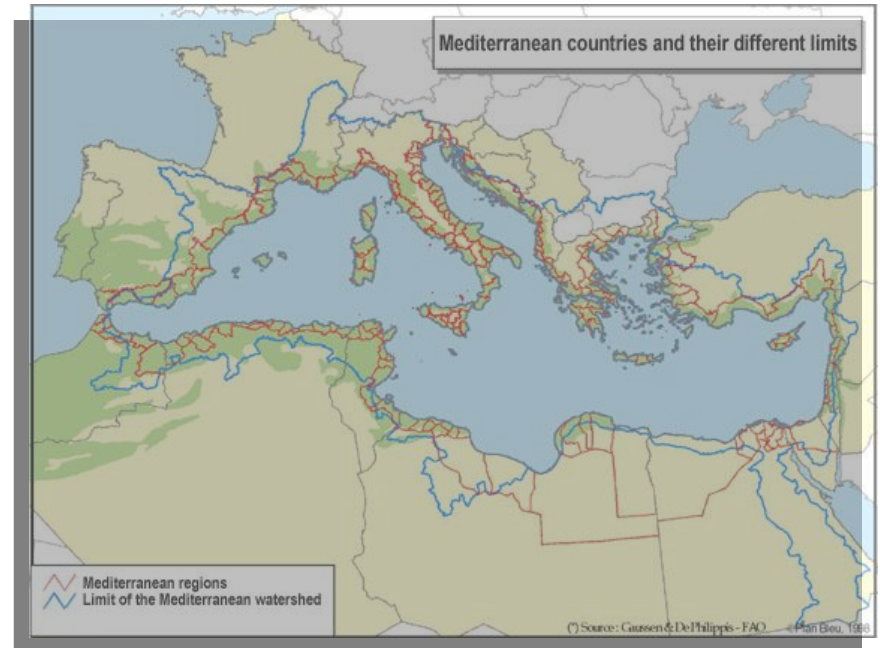 Mediterranean countries and their different limits
Mediterranean regions
Limit of the Mediterranean watershed
(*) Source : Gaussen & De Philippis - FAO © Plan Bleu, 1998